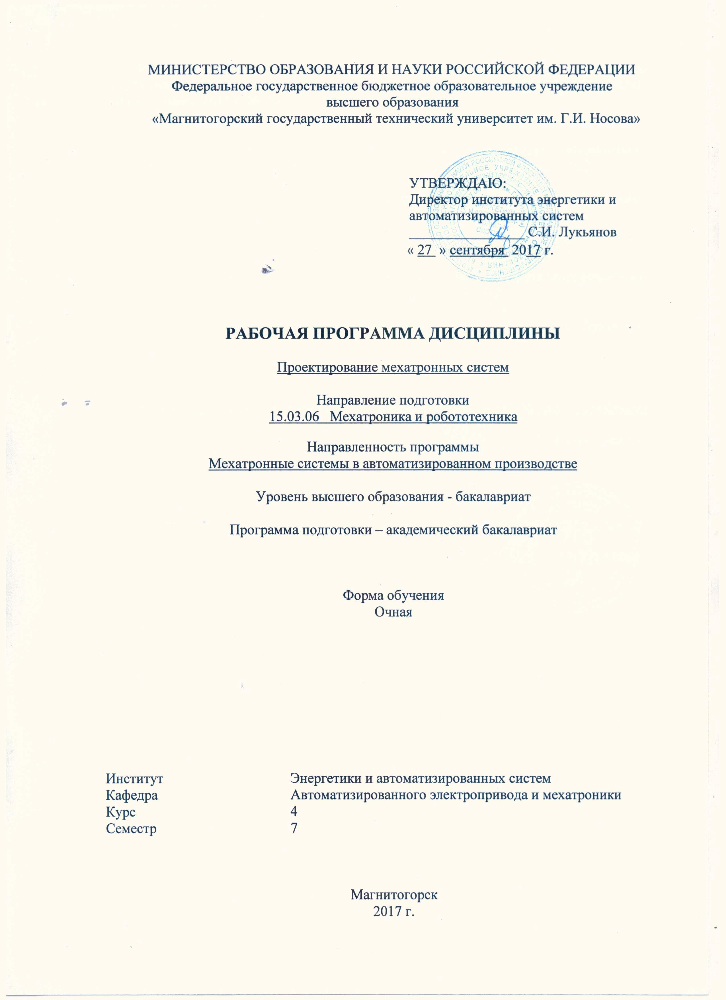 МИНИСТЕРСТВО ОБРАЗОВАНИЯ И НАУКИ РОССИЙСКОЙ ФЕДЕРАЦИИ
Федеральное государственное бюджетное образовательное учреждение
высшего образования
«Магнитогорский государственный технический университет им. Г.И. Носова»
УТВЕРЖДАЮ:
Директор института энергетики и
автоматизированных систем
С.И. Лукьянов
« 27 » сентября 2017 г.
РАБОЧАЯ ПРОГРАММА ДИСЦИПЛИНЫ
Проектирование мехатронных систем
Направление подготовки
15.03.06 Мехатроника и робототехника
Направленность программы
Мехатронные системы в автоматизированном производстве
Уровень высшего образования - бакалавриат
Программа подготовки – академический бакалавриат
Форма обучения
Очная
Институт Энергетики и автоматизированных систем
Кафедра Автоматизированного электропривода и мехатроники
Курс 4
Семестр 7
Магнитогорск
2017 г.